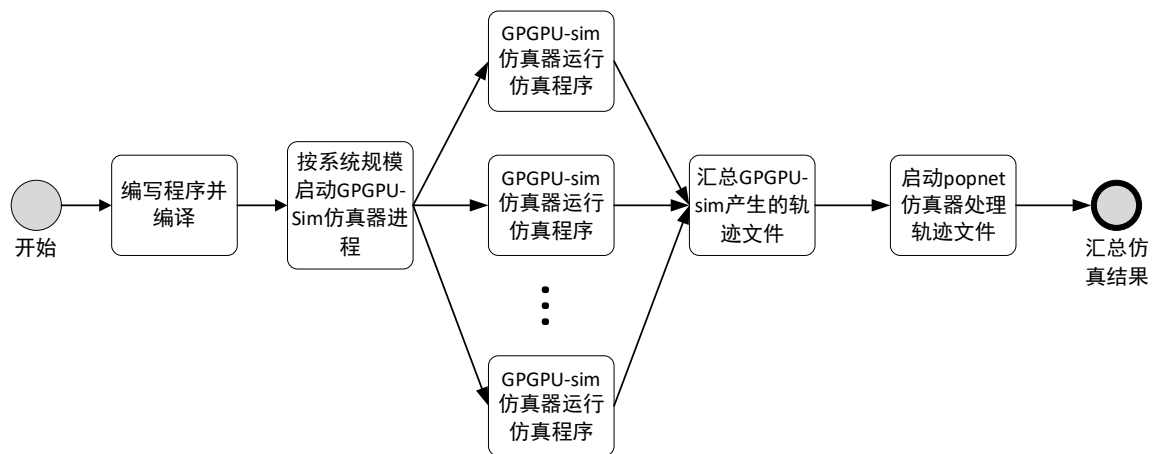 开始
编写程序并
编译
按系统规模
启动GPGPU-
Sim仿真器进
程
GPGPU-sim
仿真器运行
仿真程序
GPGPU-sim
仿真器运行
仿真程序
GPGPU-sim
仿真器运行
仿真程序
汇总GPGPU-
sim产生的轨
迹文件
启动popnet
仿真器处理
轨迹文件
汇总仿
真结果